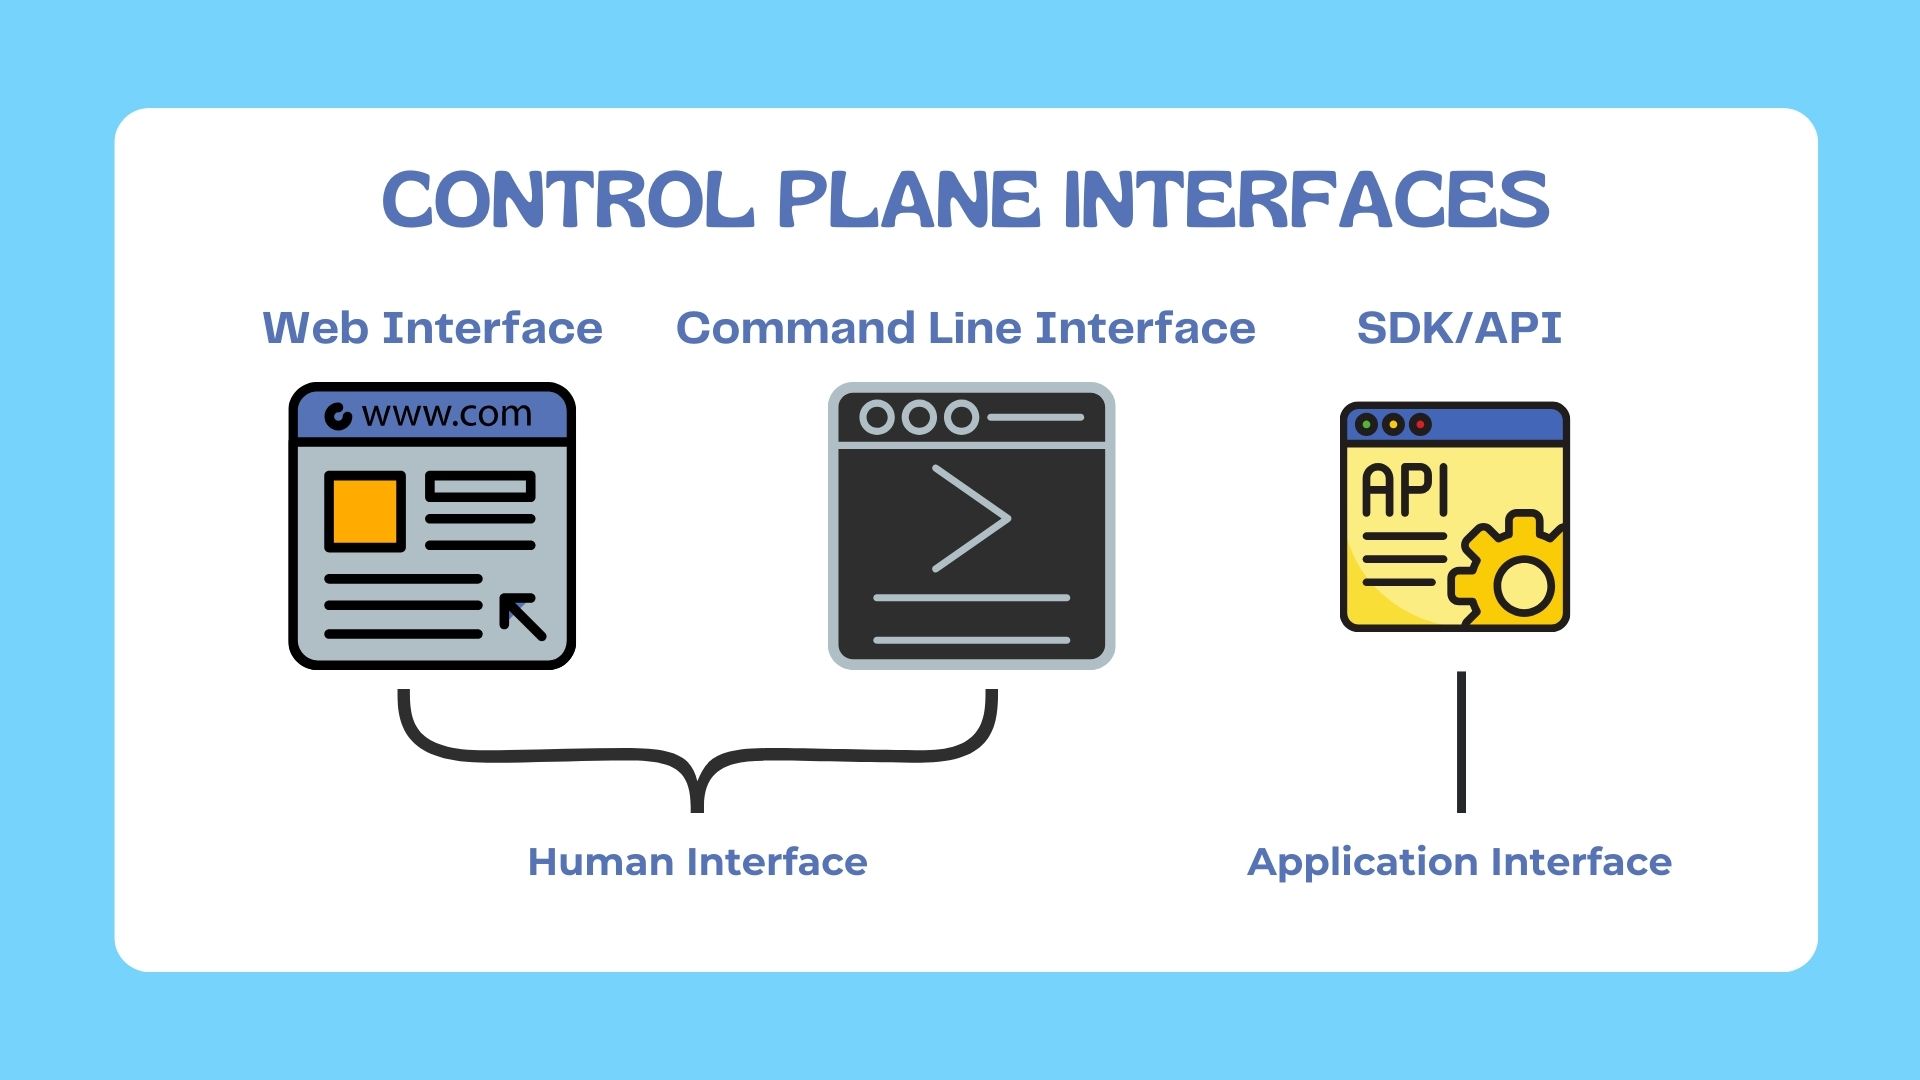 CONTROL PLANE INTERFACES
Web Interface
Command Line Interface
SDK/API
www.com
API
Human Interface
Application Interface